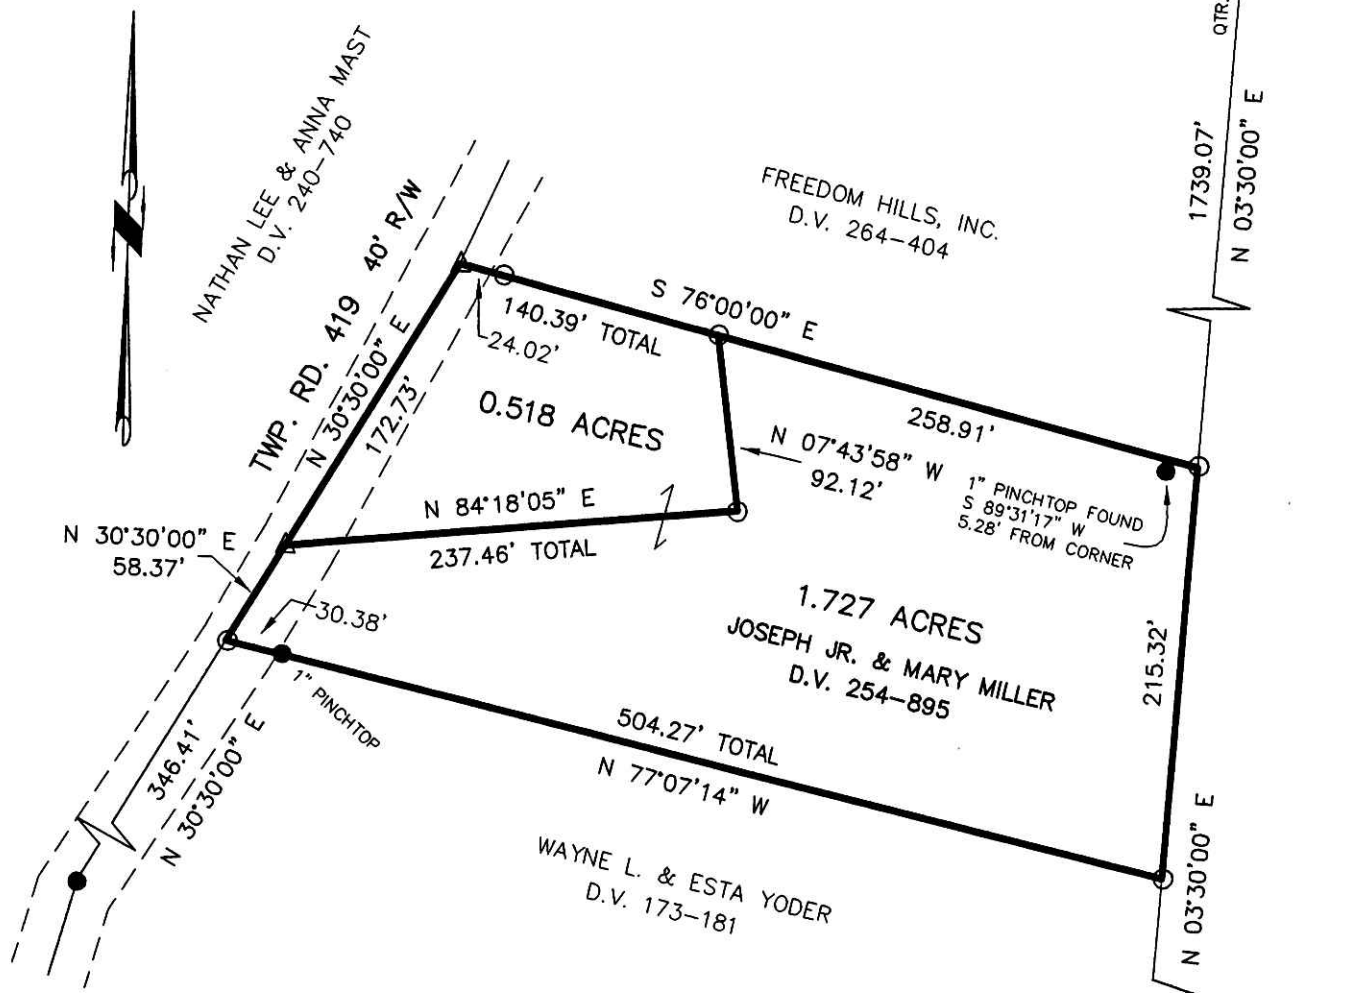 QTR.
1739.07'
N 03°30'00" E
NATHAN LEE & ANNA MAST
D.V. 240-740
TWP. RD. 419 40' R/W
FREEDOM HILLS, INC.
D.V. 264-404
S 76°00'00" E
140.39' TOTAL
24.02'
258.91'
N 30°30'00" E
172.73'
0.518 ACRES
N 07°43'58" W
92.12'
1" PINCHTOP FOUND
S 89°31'17" W
5.28' FROM CORNER
N 84°18'05" E
237.46' TOTAL
N 30°30'00" E
58.37'
30.38'
1" PINCHTOP
1.727 ACRES
JOSEPH JR. & MARY MILLER
D.V. 254-895
215.32'
504.27' TOTAL
N 77°07'14" W
346.41'
N 30°30'00" E
WAYNE L. & ESTA YODER
D.V. 173-181
N 03°30'00" E